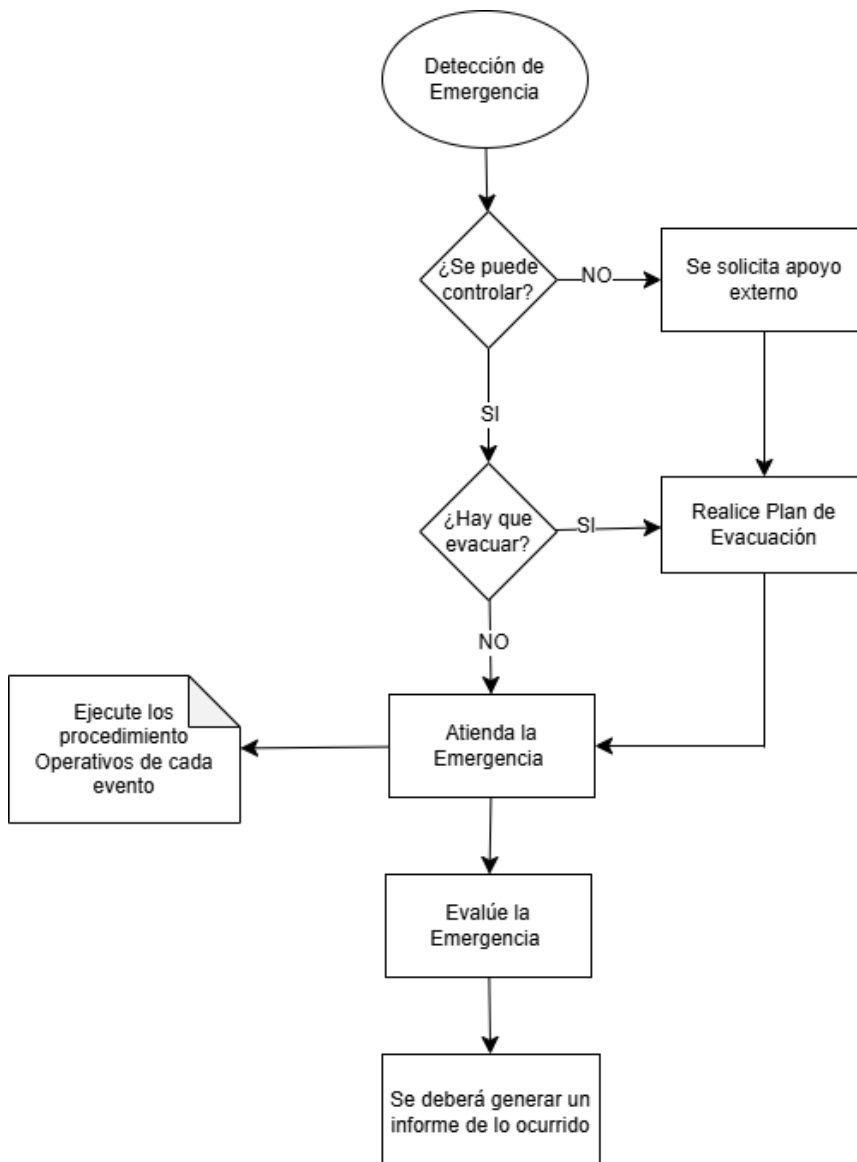 Detección de
Emergencia
¿Se puede
controlar?
NO
Se solicita apoyo
externo
SI
¿Hay que
evacuar?
SI
Realice Plan de
Evacuación
NO
Ejecute los
procedimiento
Operativos de cada
evento
Atienda la
Emergencia
Evalúe la
Emergencia
Se deberá generar un
informe de lo ocurrido